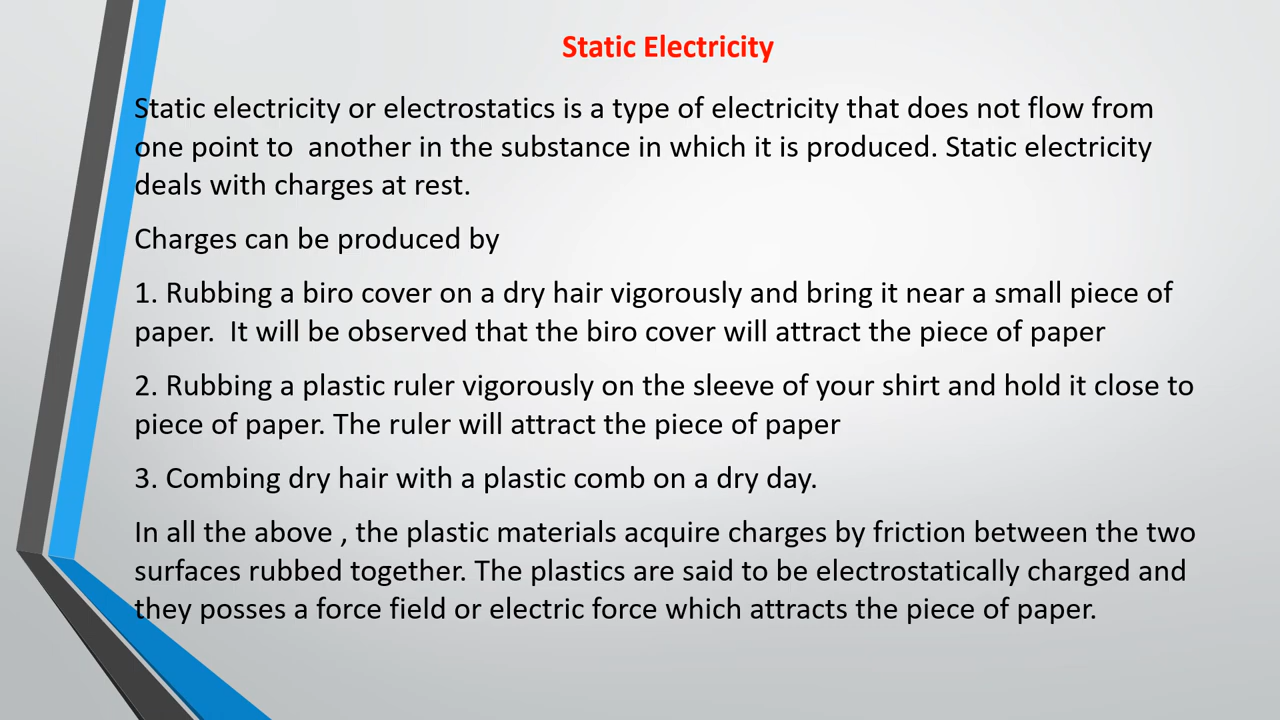 Static Electricity
Static electricity or electrostatics is a type of electricity that does not flow from
one point to  another in the substance in which it is produced. Static electricity
deals with charges at rest.
Charges can be produced by
1. Rubbing a biro cover on a dry hair vigorously and bring it near a small piece of
paper.  It will be observed that the biro cover will attract the piece of paper
2. Rubbing a plastic ruler vigorously on the sleeve of your shirt and hold it close to
piece of paper. The ruler will attract the piece of paper
3. Combing dry hair with a plastic comb on a dry day.
In all the above , the plastic materials acquire charges by friction between the two
surfaces rubbed together. The plastics are said to be electrostatically charged and
they posses a force field or electric force which attracts the piece of paper.